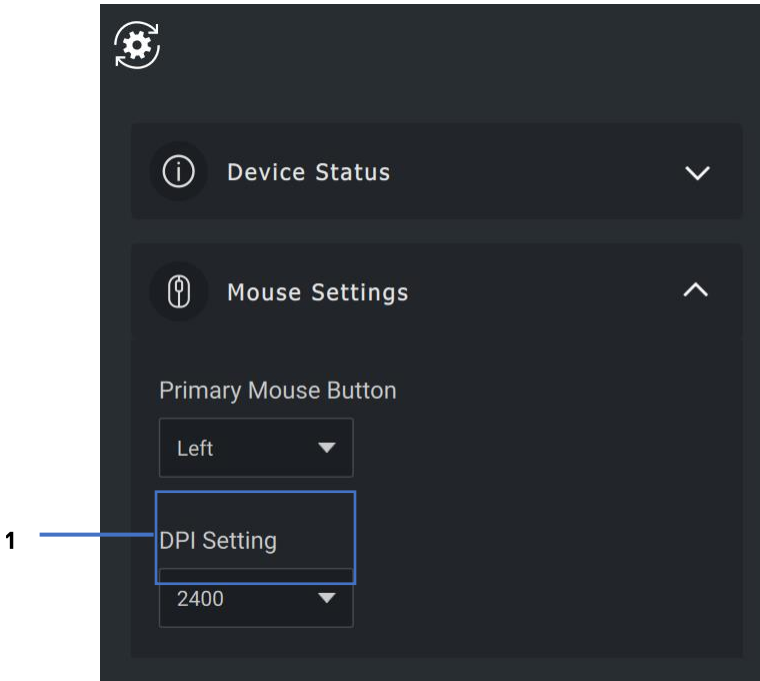 Device Status
Mouse Settings
Primary Mouse Button
Left
1
DPI Setting
2400